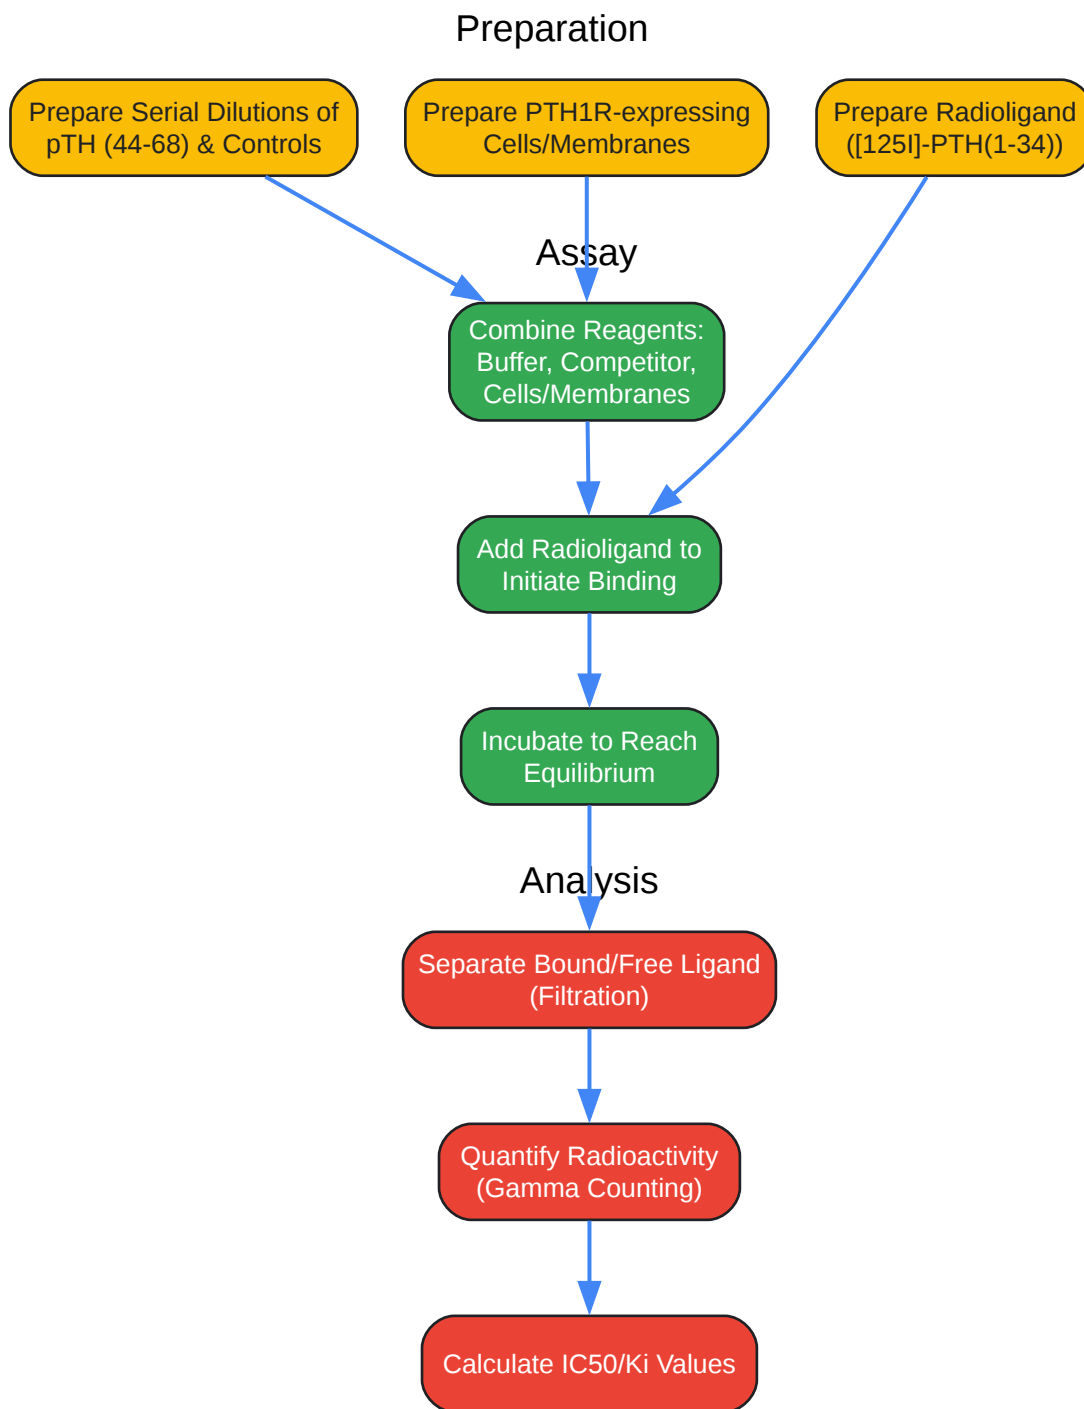 Preparation
Prepare Serial Dilutions of
pTH (44-68) & Controls
Prepare PTH1R-expressing
Cells/Membranes
Prepare Radioligand
([125I]-PTH(1-34))
Assay
Combine Reagents:
Buffer, Competitor,
Cells/Membranes
Add Radioligand to
Initiate Binding
Incubate to Reach
Equilibrium
Analysis
Separate Bound/Free Ligand
(Filtration)
Quantify Radioactivity
(Gamma Counting)
Calculate IC50/Ki Values